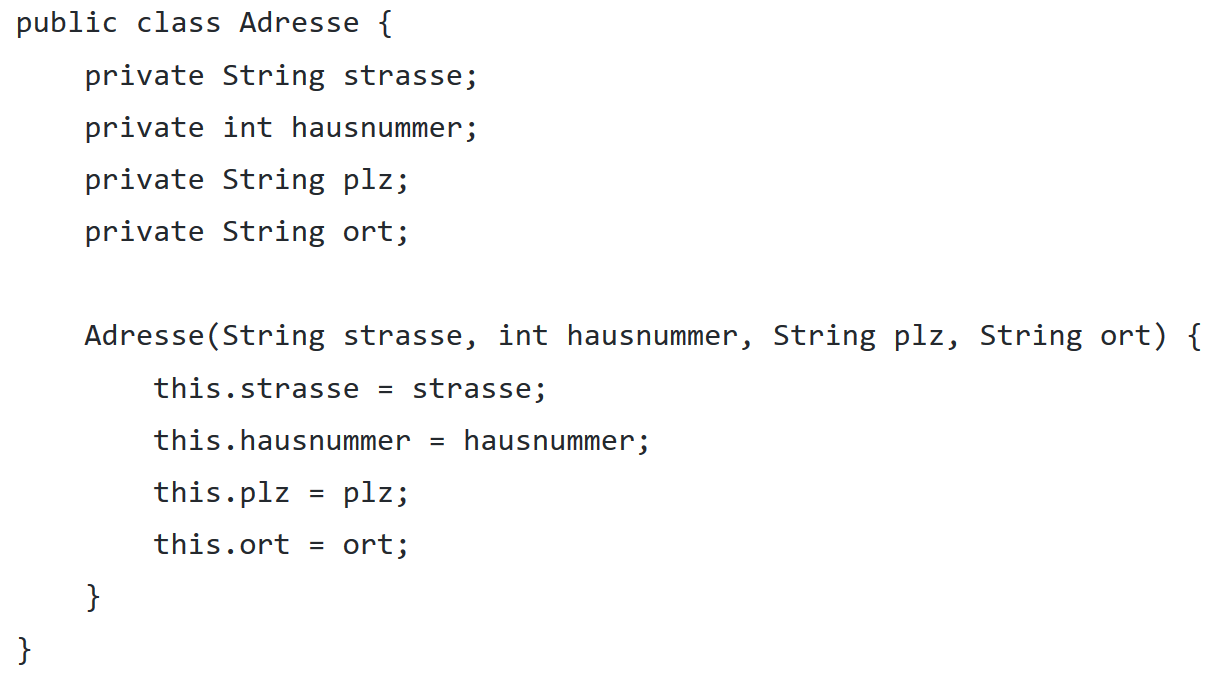 public class Adresse {
    private String strasse;
    private int hausnummer;
    private String plz;
    private String ort;

    Adresse(String strasse, int hausnummer, String plz, String ort) {
        this.strasse = strasse;
        this.hausnummer = hausnummer;
        this.plz = plz;
        this.ort = ort;
    }
}